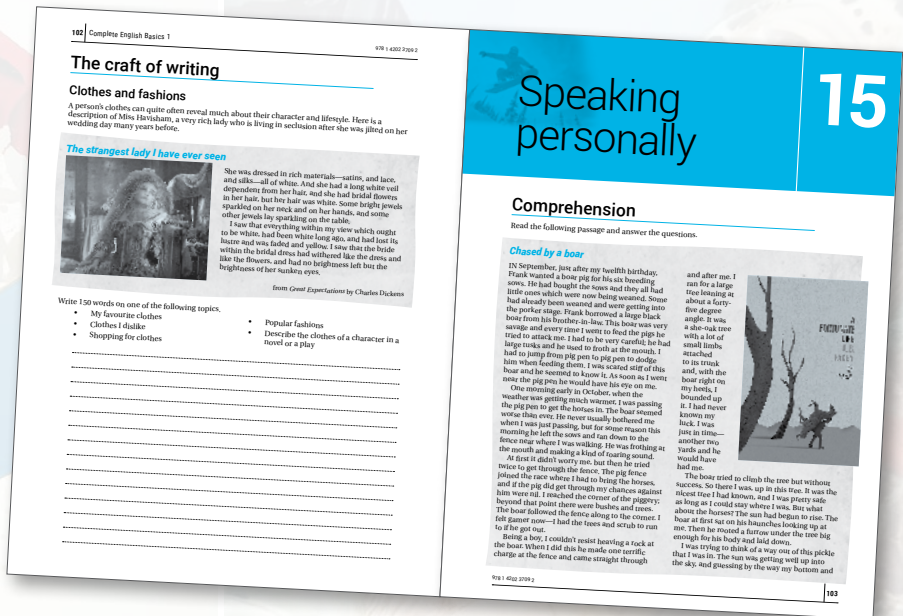 102 Complete English Basics 1
978 1 4202 3709 2
The craft of writing
Clothes and fashions
A person's clothes can quite often reveal much about their character and lifestyle. Here is a
description of Miss Havisham, a very rich lady who is living in seclusion after she was jilted on her
wedding day many years before.
The strangest lady I have ever seen
She was dressed in rich materials—satins, and lace,
and silks—all of white. And she had a long white veil
dependent from her hair, and she had bridal flowers
in her hair, but her hair was white. Some bright jewels
sparkled on her neck and on her hands, and some
other jewels lay sparkling on the table.
I saw that everything within my view which ought
to be white, had been white long ago, and had lost its
lustre and was faded and yellow. I saw that the bride
within the bridal dress had withered like the dress and
like the flowers, and had no brightness left but the
brightness of her sunken eyes.
from Great Expectations by Charles Dickens
Write 150 words on one of the following topics.
• My favourite clothes
• Clothes I dislike
• Shopping for clothes
• Popular fashions
• Describe the clothes of a character in a
novel or a play
Speaking
personally
15
Comprehension
Read the following passage and answer the questions.
Chased by a boar
IN September, just after my twelfth birthday,
Frank wanted a boar pig for his six breeding
sows. He had bought the sows and they all had
little ones which were now being weaned. Some
had already been weaned and were getting into
the porker stage. Frank borrowed a large black
boar from his brother-in-law. This boar was very
savage and every time I went to feed the pigs he
tried to attack me. I had to be very careful; he had
large tusks and he used to froth at the mouth. I
had to jump from pig pen to pig pen to dodge
him when feeding them. I was scared stiff of this
boar and he seemed to know it. As soon as I went
near the pig pen he would have his eye on me.
One morning early in October, when the
weather was getting much warmer, I was passing
the pig pen to get the horses in. The boar seemed
worse than ever. He never usually bothered me
when I was just passing, but for some reason this
morning he left the sows and ran down to the
fence near where I was walking. He was frothing at
the mouth and making a kind of roaring sound.
At first it didn't worry me, but then he tried
twice to get through the fence. The pig fence
joined the race where I had to bring the horses,
and if the pig did get through my chances against
him were nil. I reached the corner of the piggery;
beyond that point there were bushes and trees.
The boar followed the fence along to the corner. I
felt gamer now—I had the trees and scrub to run
to if he got out.
Being a boy, I couldn't resist heaving a rock at
the boar. When I did this he made one terrific
charge at the fence and came straight through
and after me. I
ran for a large
tree leaning at
about a forty-
five degree
angle. It was
a she-oak tree
with a lot of
small limbs
attached
to its trunk
and, with the
boar right on
my heels, I
bounded up
it. I had never
known my
luck. I was
just in time—
another two
yards and he
would have
had me.
The boar tried to climb the tree but without
success. So there I was, up in this tree. It was the
nicest tree I had known, and I was pretty safe
as long as I could stay where I was. But what
about the horses? The sun had begun to rise. The
boar at first sat on his haunches looking up at
me. Then he rooted a furrow under the tree big
enough for his body and laid down.
I was trying to think of a way out of this pickle
that I was in. The sun was getting well up into
the sky, and guessing by the way my bottom and
978 1 4202 3709 2
103